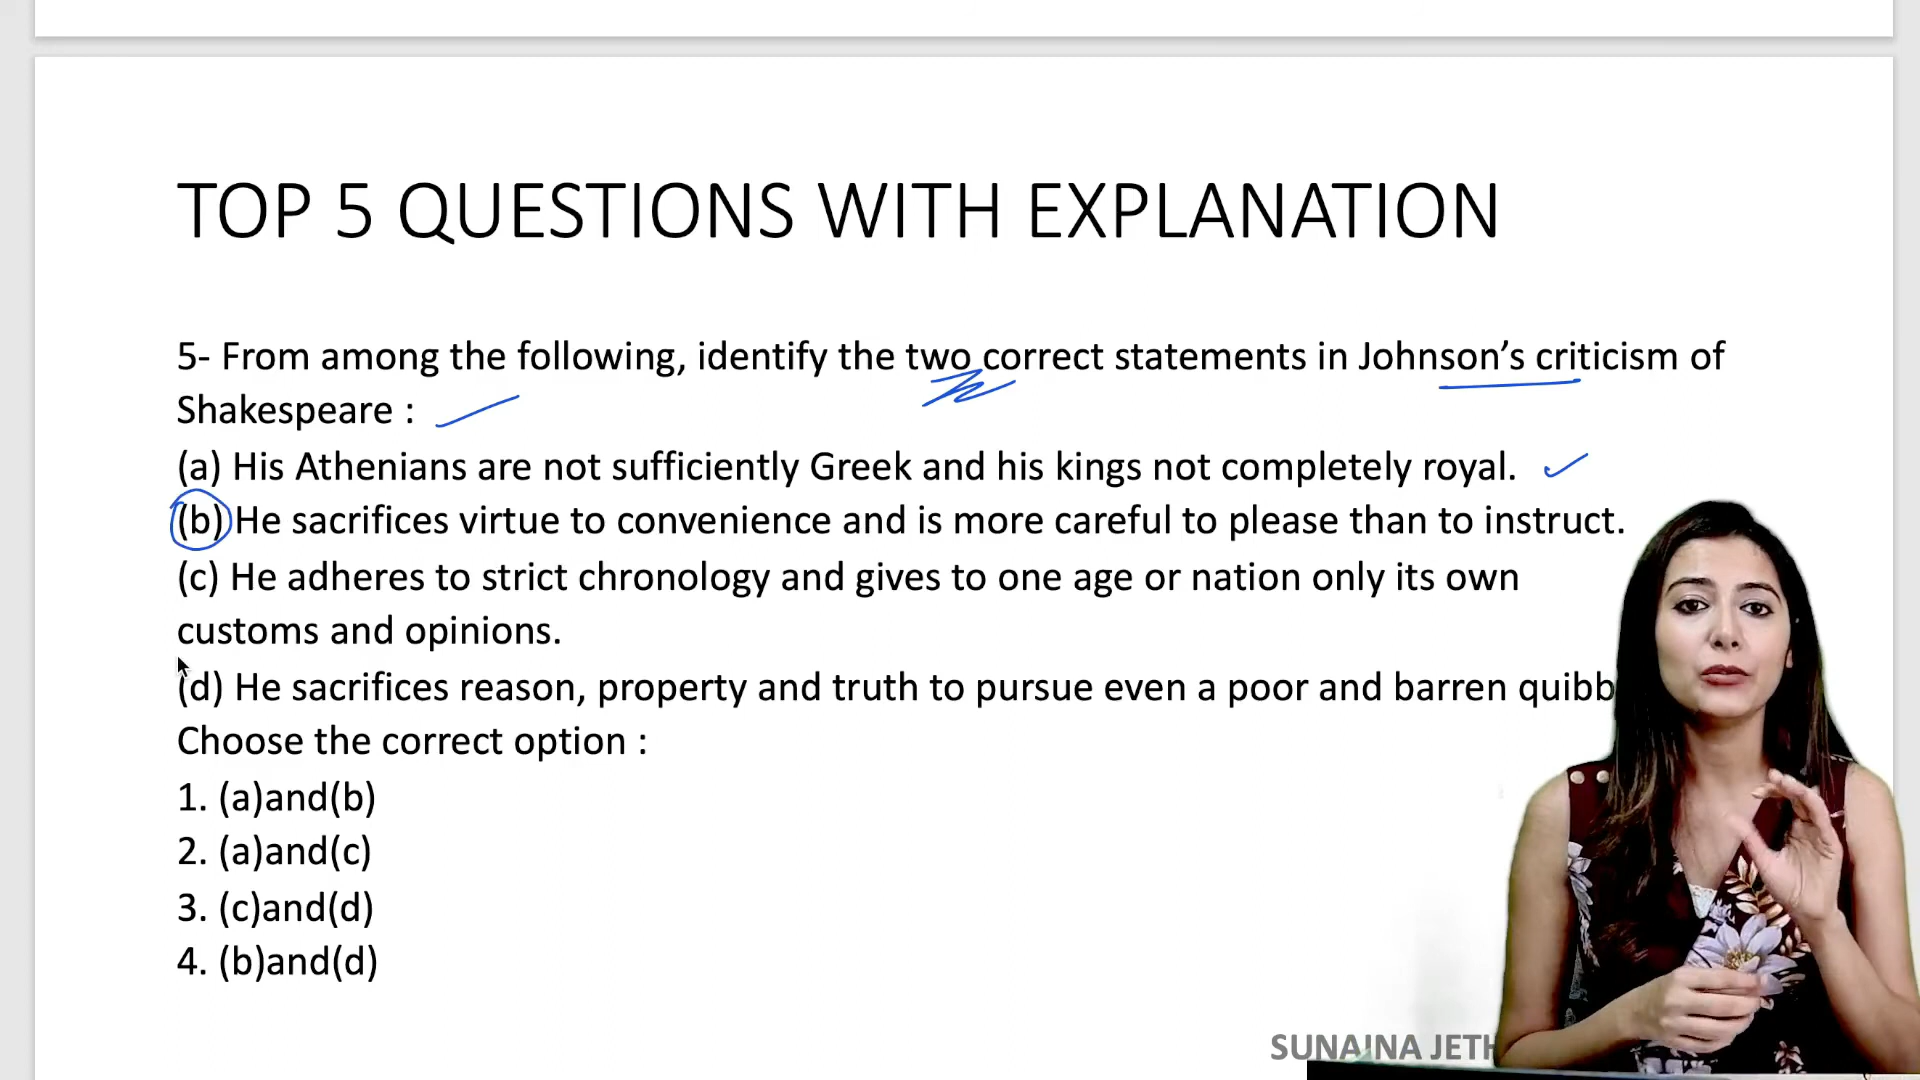 TOP 5 QUESTIONS WITH EXPLANATION
5- From among the following, identify the two correct statements in Johnson’s criticism of
Shakespeare :
(a) His Athenians are not sufficiently Greek and his kings not completely royal.
(b) He sacrifices virtue to convenience and is more careful to please than to instruct.
(c) He adheres to strict chronology and gives to one age or nation only its own
customs and opinions.
(d) He sacrifices reason, property and truth to pursue even a poor and barren quibb
Choose the correct option :
1. (a)and(b)
2. (a)and(c)
3. (c)and(d)
4. (b)and(d)
SUNAINA JETH